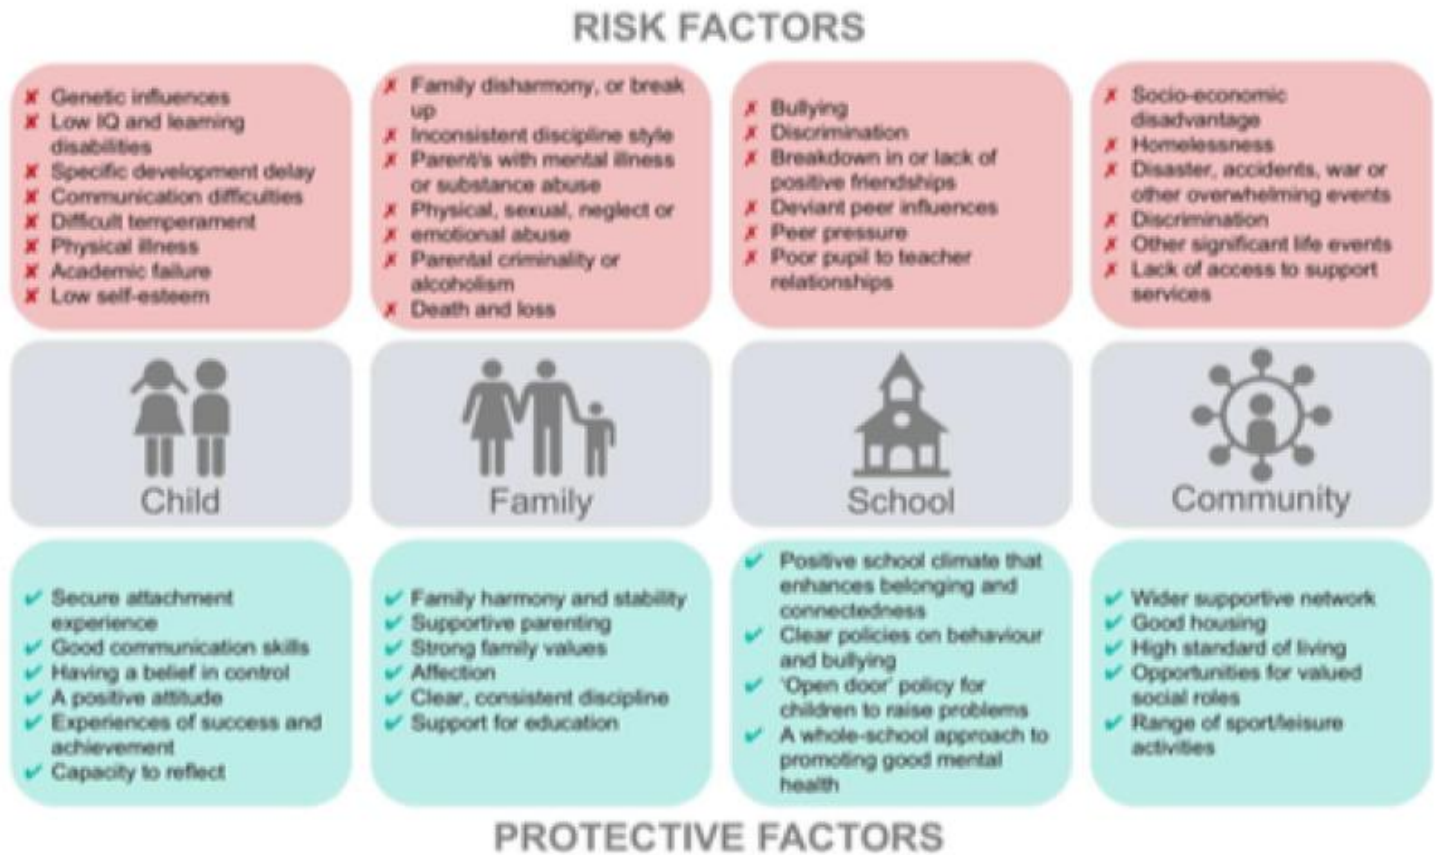 RISK FACTORS
✗ Genetic influences
✗ Low IQ and learning
disabilities
✗ Specific development delay
✗ Communication difficulties
✗ Difficult temperament
✗ Physical illness
✗ Academic failure
✗ Low self-esteem
✗ Family disharmony, or break
up
✗ Inconsistent discipline style
✗ Parent/s with mental illness
or substance abuse
✗ Physical, sexual, neglect or
✗ emotional abuse
✗ Parental criminality or
alcoholism
✗ Death and loss
✗ Bullying
✗ Discrimination
✗ Breakdown in or lack of
positive friendships
✗ Deviant peer influences
✗ Peer pressure
✗ Poor pupil to teacher
relationships
✗ Socio-economic
disadvantage
✗ Homelessness
✗ Disaster, accidents, war or
other overwhelming events
✗ Discrimination
✗ Other significant life events
✗ Lack of access to support
services
Child
Family
School
Community
✔ Secure attachment
experience
✔ Good communication skills
✔ Having a belief in control
✔ A positive attitude
✔ Experiences of success and
achievement
✔ Capacity to reflect
✔ Family harmony and stability
✔ Supportive parenting
✔ Strong family values
✔ Affection
✔ Clear, consistent discipline
✔ Support for education
✔ Positive school climate that
enhances belonging and
connectedness
✔ Clear policies on behaviour
and bullying
✔ 'Open door' policy for
children to raise problems
✔ A whole-school approach to
promoting good mental
health
✔ Wider supportive network
✔ Good housing
✔ High standard of living
✔ Opportunities for valued
social roles
✔ Range of sport/leisure
activities
PROTECTIVE FACTORS